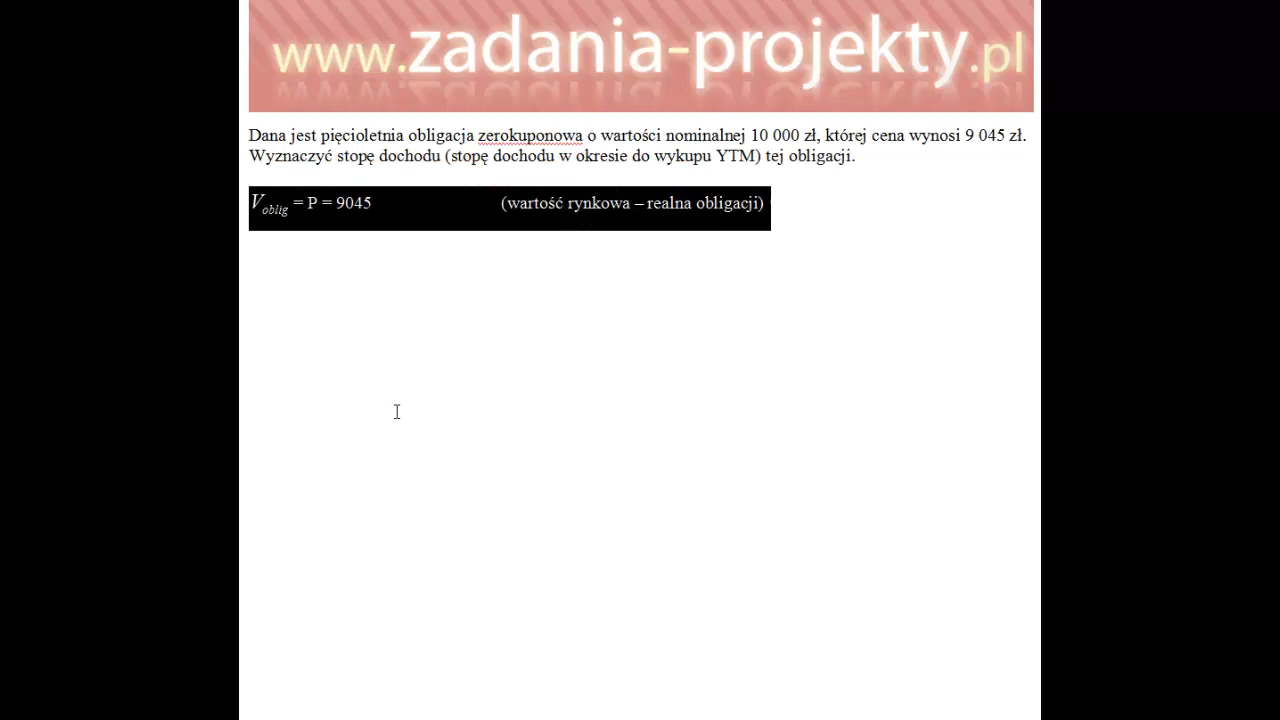 www.zadania-projekty.pl
Dana jest pięcioletnia obligacja zerokuponowa o wartości nominalnej 10 000 zł, której cena wynosi 9 045 zł.
Wyznaczyć stopę dochodu (stopę dochodu w okresie do wykupu YTM) tej obligacji.
V_oblig = P = 9045 (wartość rynkowa – realna obligacji)